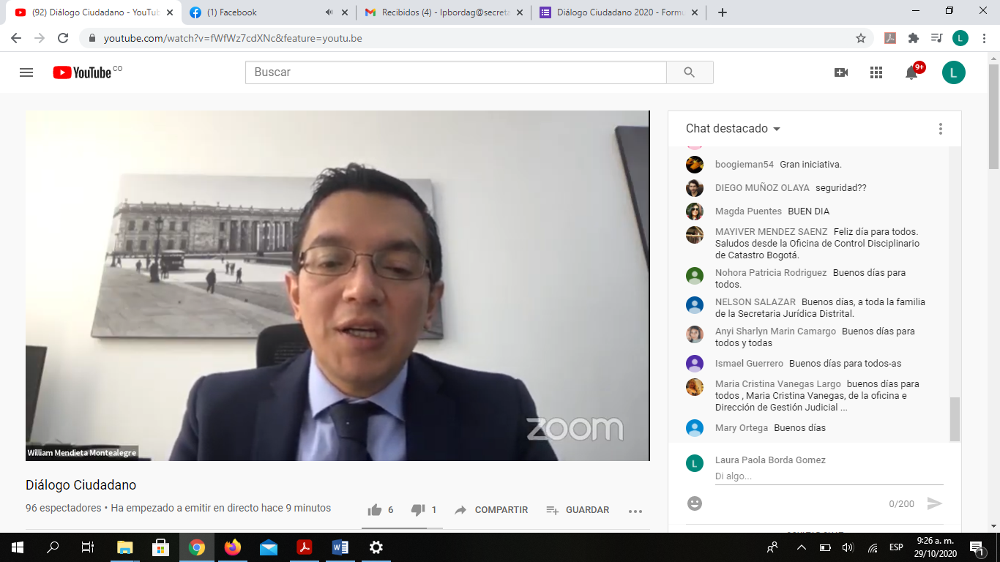 (92) Diálogo Ciudadano - YouTub
(1) Facebook
Recibidos (4) - lpbordag@secreta
Diálogo Ciudadano 2020 - Formu
youtube.com/watch?v=fWfWz7cdXNc&feature=youtu.be
L
YouTube CO
Buscar
9+
L
Chat destacado
boogieman54 Gran iniciativa.
DIEGO MUÑOZ OLAYA seguridad??
Magda Puentes BUEN DIA
MAYIVER MENDEZ SAENZ Feliz día para todos.
Saludos desde la Oficina de Control Disciplinario
de Catastro Bogotá.
Nohora Patricia Rodriguez Buenos días para
todos.
NELSON SALAZAR Buenos días, a toda la familia
de la Secretaria Jurídica Distrital.
Anyi Sharlyn Marin Camargo Buenos días para
todos y todas
Ismael Guerrero Buenos días para todos-as
Maria Cristina Vanegas Largo buenos días para
todos , Maria Cristina Vanegas, de la oficina e
Dirección de Gestión Judicial ...
Mary Ortega Buenos días
L
Laura Paola Borda Gomez
Di algo...
0/200
zoom
William Mendieta Montealegre
Diálogo Ciudadano
96 espectadores • Ha empezado a emitir en directo hace 9 minutos
6
1
COMPARTIR
GUARDAR
ESP
9:26 a. m.
29/10/2020
1